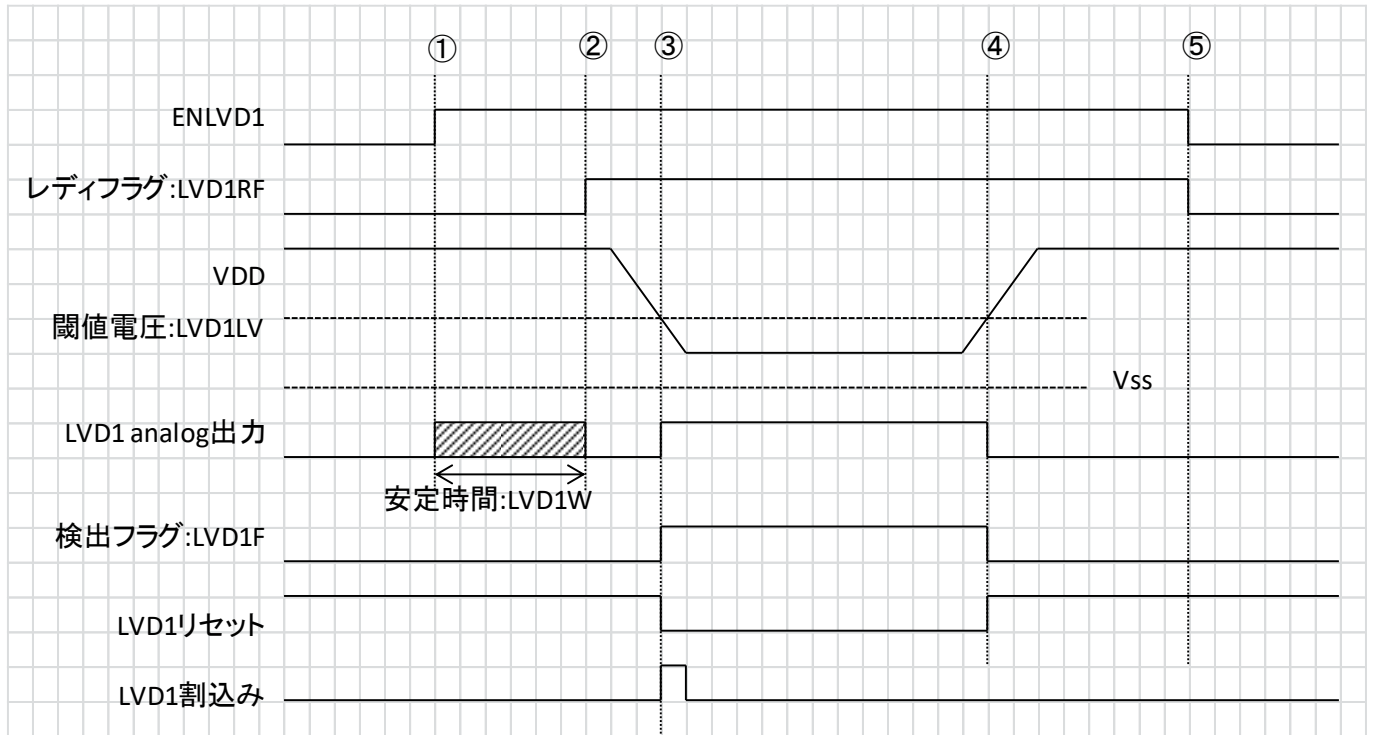 ① ② ③ ④ ⑤
ENLVD1
レディフラグ:LVD1RF
VDD
閾値電圧:LVD1LV
Vss
LVD1 analog出力
安定時間:LVD1W
検出フラグ:LVD1F
LVD1リセット
LVD1割込み